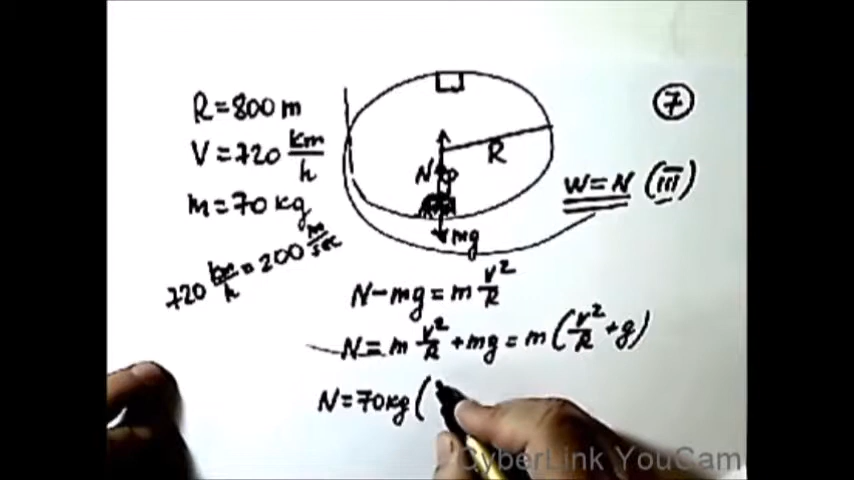 R=800 m
V=720 km/h
m=70 kg
720 km/h=200 m/sec
7
R
N
mg
W=N (III)
N-mg=m v²/R
N=m v²/R+mg=m(v²/R+g)
N=70kg(
CyberLink YouCam